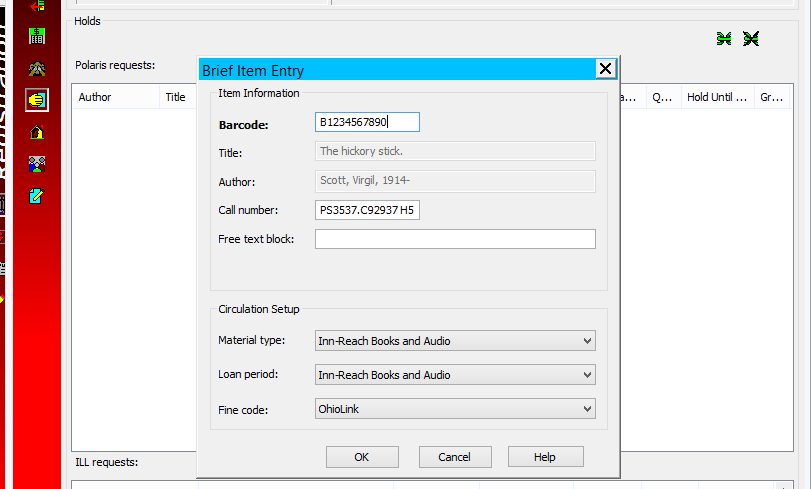 Holds
Polaris requests:
Author Title a... Q... Hold Until ... Gr...
Brief Item Entry
Item Information
Barcode: B1234567890
Title: The hickory stick.
Author: Scott, Virgil, 1914-
Call number: PS3537.C92937 H5
Free text block:
Circulation Setup
Material type: Inn-Reach Books and Audio
Loan period: Inn-Reach Books and Audio
Fine code: OhioLink
OK Cancel Help
ILL requests: